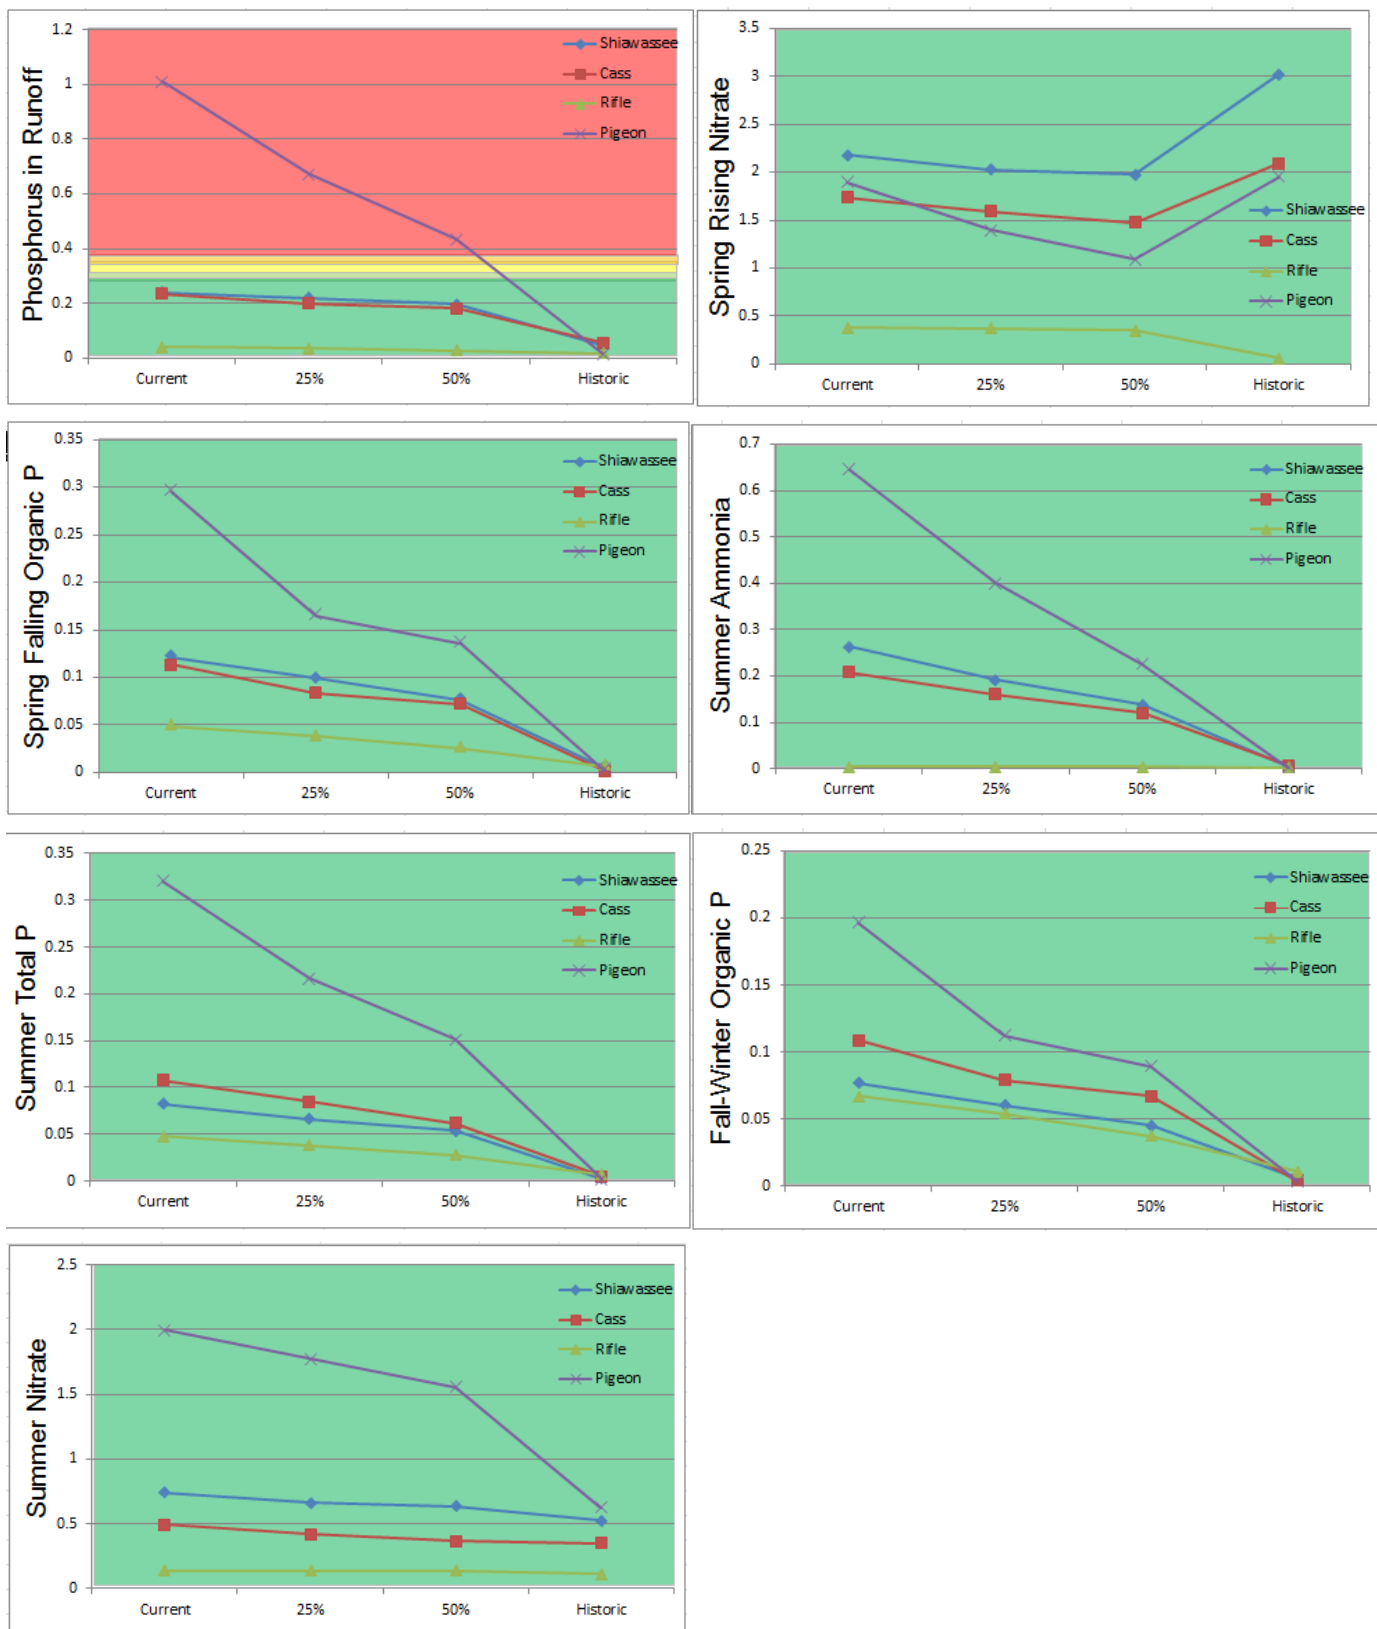 Phosphorus in Runoff
1.2
1
0.8
0.6
0.4
0.2
0
Shiawassee
Cass
Rifle
Pigeon
Current 25% 50% Historic
Spring Rising Nitrate
3.5
3
2.5
2
1.5
1
0.5
0
Shiawassee
Cass
Rifle
Pigeon
Current 25% 50% Historic
Spring Falling Organic P
0.35
0.3
0.25
0.2
0.15
0.1
0.05
0
Shiawassee
Cass
Rifle
Pigeon
Current 25% 50% Historic
Summer Ammonia
0.7
0.6
0.5
0.4
0.3
0.2
0.1
0
Shiawassee
Cass
Rifle
Pigeon
Current 25% 50% Historic
Summer Total P
0.35
0.3
0.25
0.2
0.15
0.1
0.05
0
Shiawassee
Cass
Rifle
Pigeon
Current 25% 50% Historic
Fall-Winter Organic P
0.25
0.2
0.15
0.1
0.05
0
Shiawassee
Cass
Rifle
Pigeon
Current 25% 50% Historic
Summer Nitrate
2.5
2
1.5
1
0.5
0
Shiawassee
Cass
Rifle
Pigeon
Current 25% 50% Historic